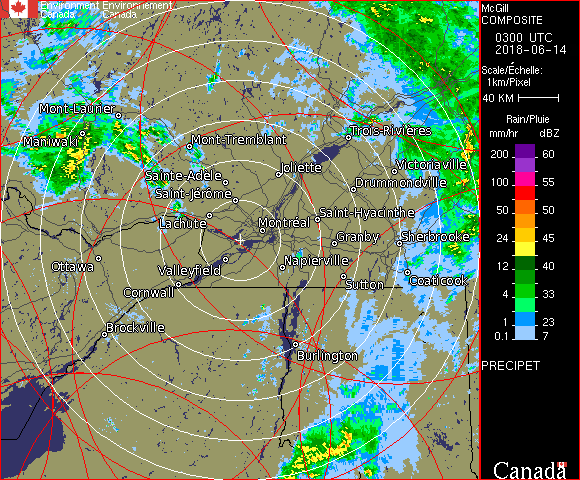 Environment Environnement
Canada Canada
McGill
COMPOSITE
0300 UTC
2018-06-14
Scale/Échelle:
1km/Pixel
40 KM
Rain/Pluie
mm/hr dBZ
200 60
100 55
50 50
24 45
12 40
4 33
2 23
0.1 7
PRECIPET
Canada
Mont-Laurier
Maniwaki
Mont-Tremblant
Trois-Rivières
Joliette
Victoriaville
Sainte-Adele
Drummondville
Saint-Jérome
Saint-Hyacinthe
Lachute
Montréal
Granby
Sherbrooke
Ottawa
Valleyfield
Napierville
Sutton
Coaticook
Cornwall
Brockville
Burlington